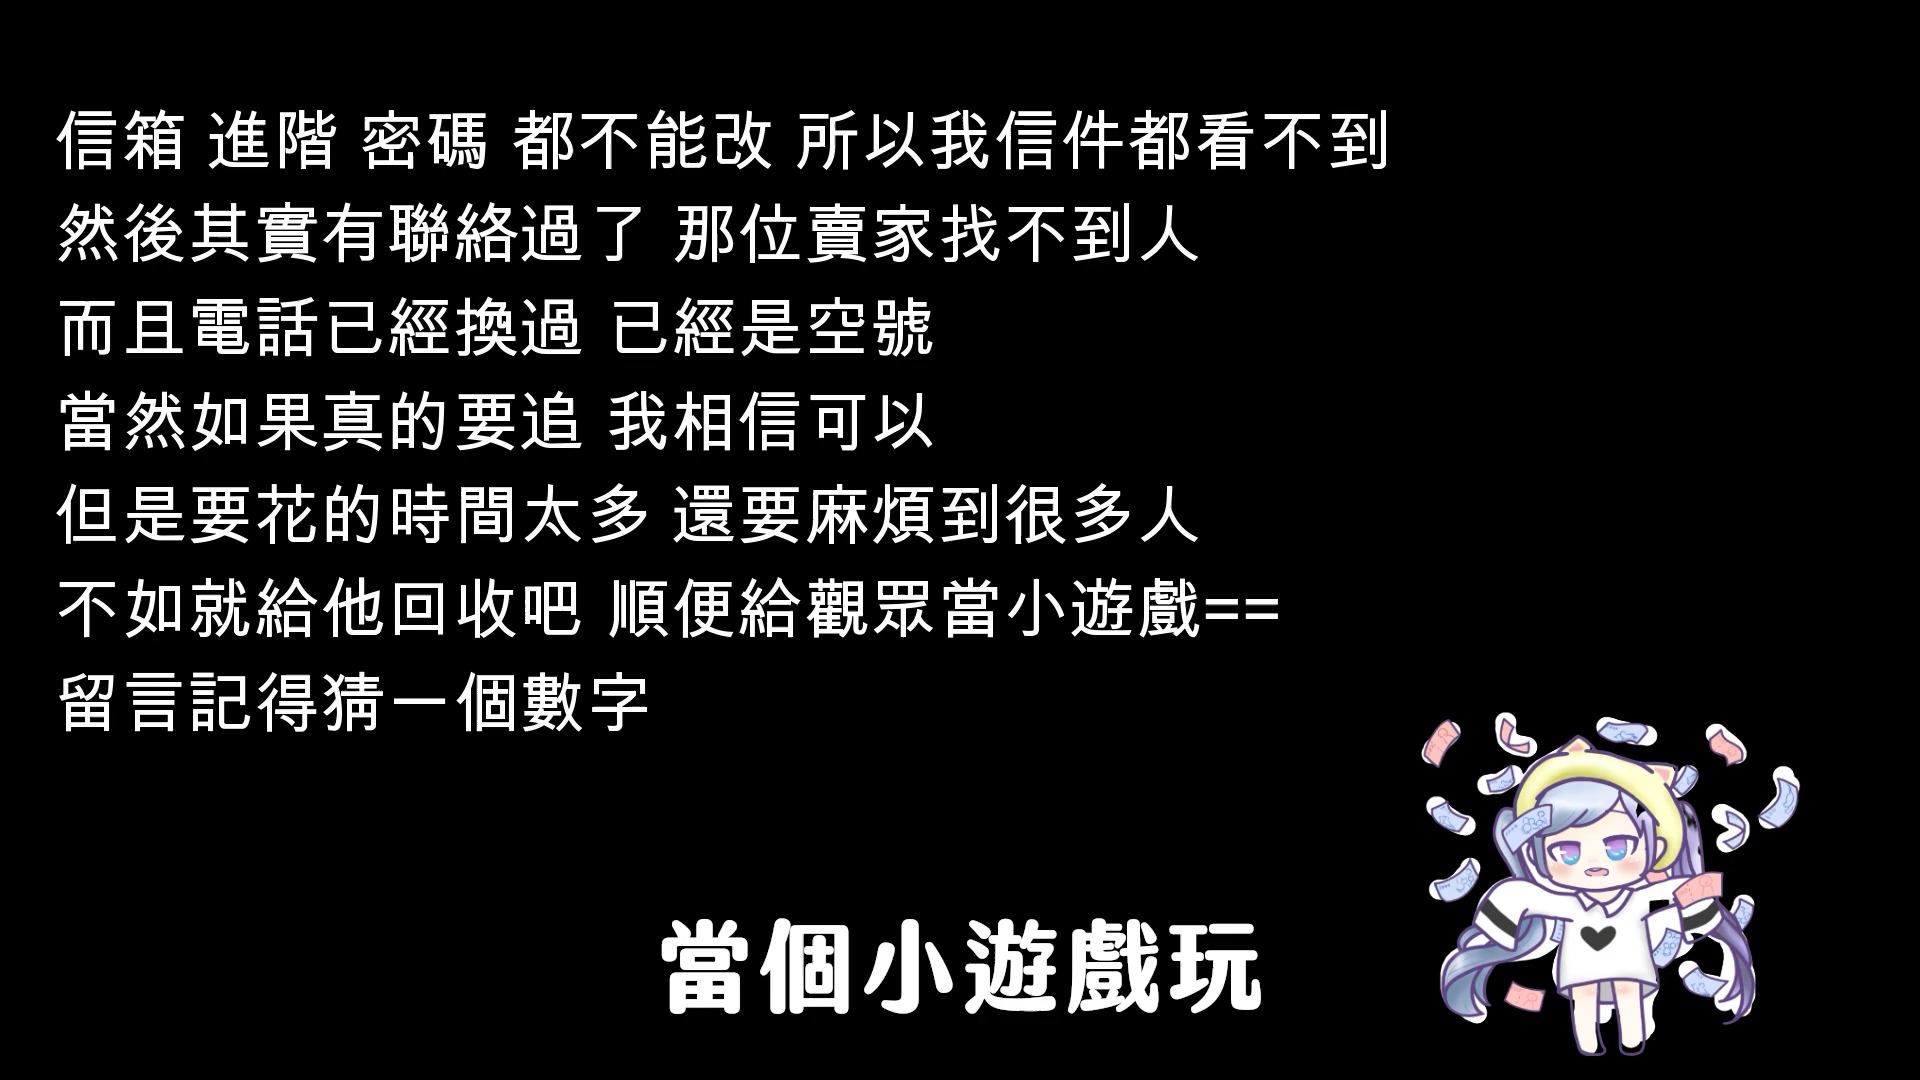 信箱 進階 密碼 都不能改 所以我信件都看不到
然後其實有聯絡過了 那位賣家找不到人
而且電話已經換過 已經是空號
當然如果真的要追 我相信可以
但是要花的時間太多 還要麻煩到很多人
不如就給他回收吧 順便給觀眾當小遊戲==
留言記得猜一個數字
當個小遊戲玩